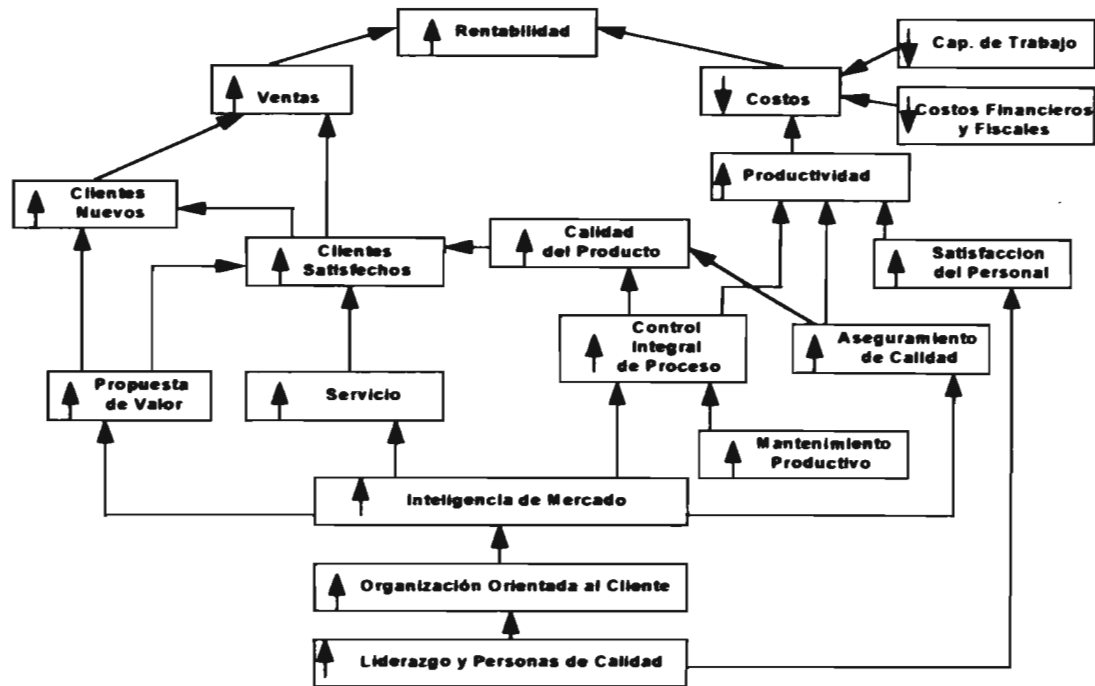 Rentabilidad
Cap. de Trabajo
Ventas
Costos
Costos Financieros
y Fiscales
Clientes
Nuevos
Productividad
Clientes
Satisfechos
Calidad
del Producto
Satisfaccion
del Personal
Control
Integral
de Proceso
Aseguramiento
de Calidad
Propuesta
de Valor
Servicio
Mantenimiento
Productivo
Inteligencia de Mercado
Organización Orientada al Cliente
Liderazgo y Personas de Calidad